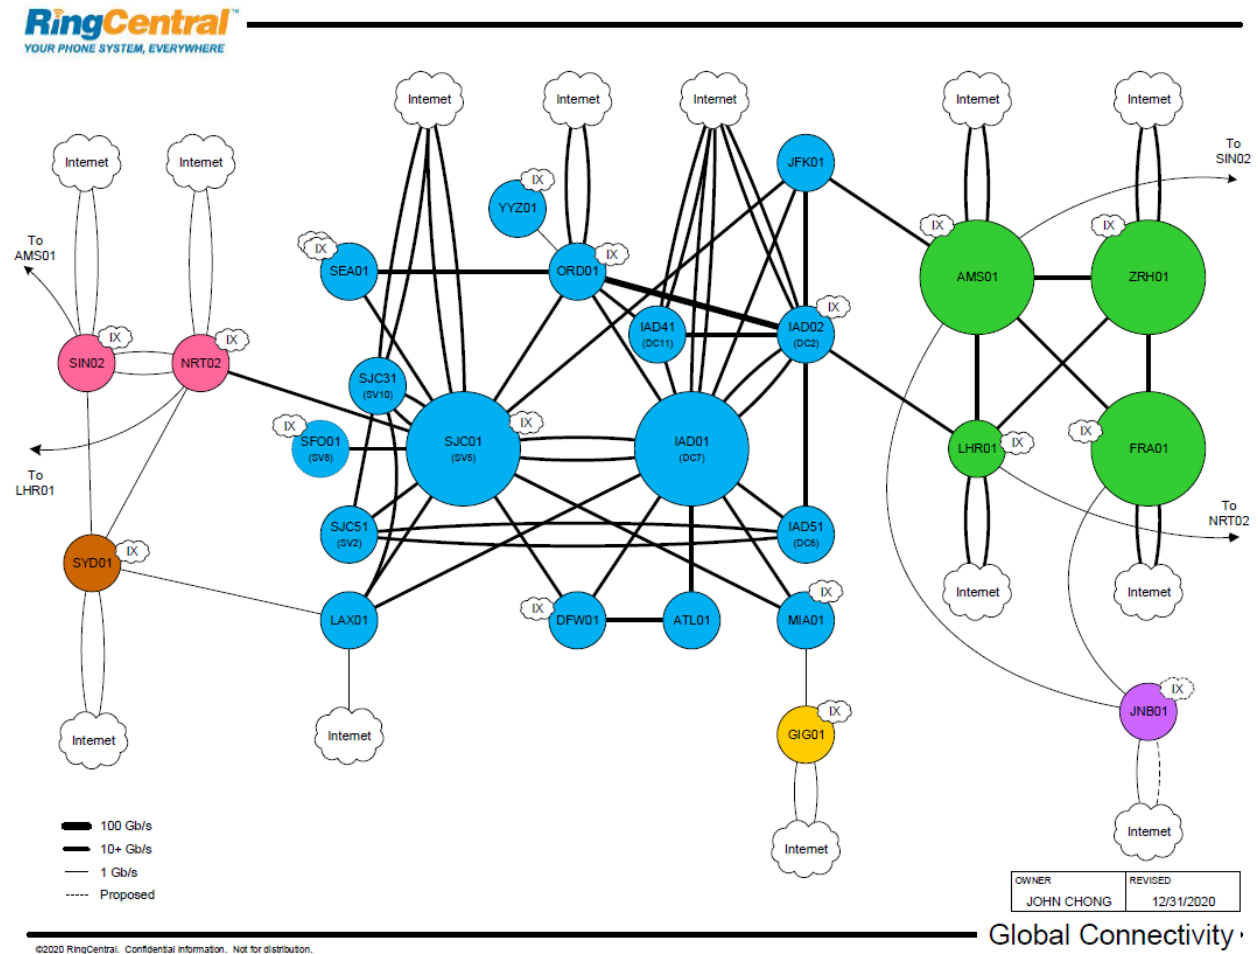 RingCentral™
YOUR PHONE SYSTEM, EVERYWHERE
Internet
Internet
Internet
Internet
Internet
Internet
Internet
To
SIN02
JFK01
IX
YYZ01
IX
IX
To
AMS01
IX
SEA01
IX
ORD01
AMS01
ZRH01
IX
IX
IX
IAD41
(DC11)
IAD02
(DC2)
SIN02
NRT02
SJC31
(SV10)
IX
IX
IX
IX
SFO01
(SV8)
SJC01
(SV5)
IAD01
(DC7)
LHR01
FRA01
To
LHR01
To
NRT02
SJC51
(SV2)
IAD51
(DC6)
IX
SYD01
Internet
Internet
IX
IX
LAX01
DFW01
ATL01
MIA01
IX
JNB01
IX
GIG01
Internet
Internet
100 Gb/s
10+ Gb/s
1 Gb/s
Proposed
Internet
Internet
OWNER
JOHN CHONG
REVISED
12/31/2020
Global Connectivity
©2020 RingCentral. Confidential Information. Not for distribution.